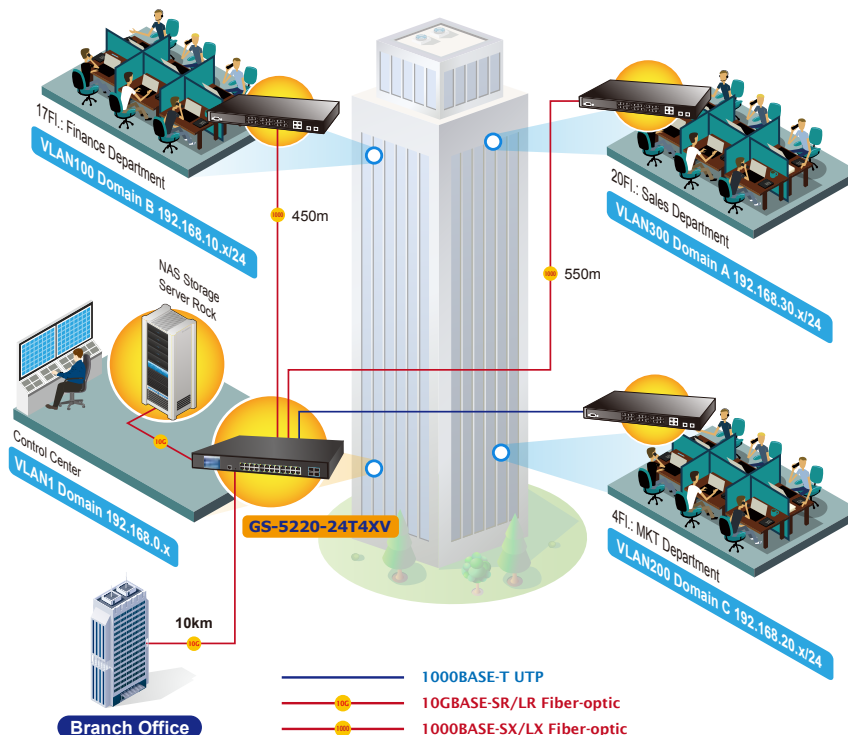 17Fl.: Finance Department
VLAN100 Domain B 192.168.10.x/24
1000
450m
20Fl.: Sales Department
VLAN300 Domain A 192.168.30.x/24
1000
550m
NAS Storage
Server Rock
10G
Control Center
VLAN1 Domain 192.168.0.x
GS-5220-24T4XV
4Fl.: MKT Department
VLAN200 Domain C 192.168.20.x/24
10km
10G
Branch Office
1000BASE-T UTP
10G
10GBASE-SR/LR Fiber-optic
1000
1000BASE-SX/LX Fiber-optic